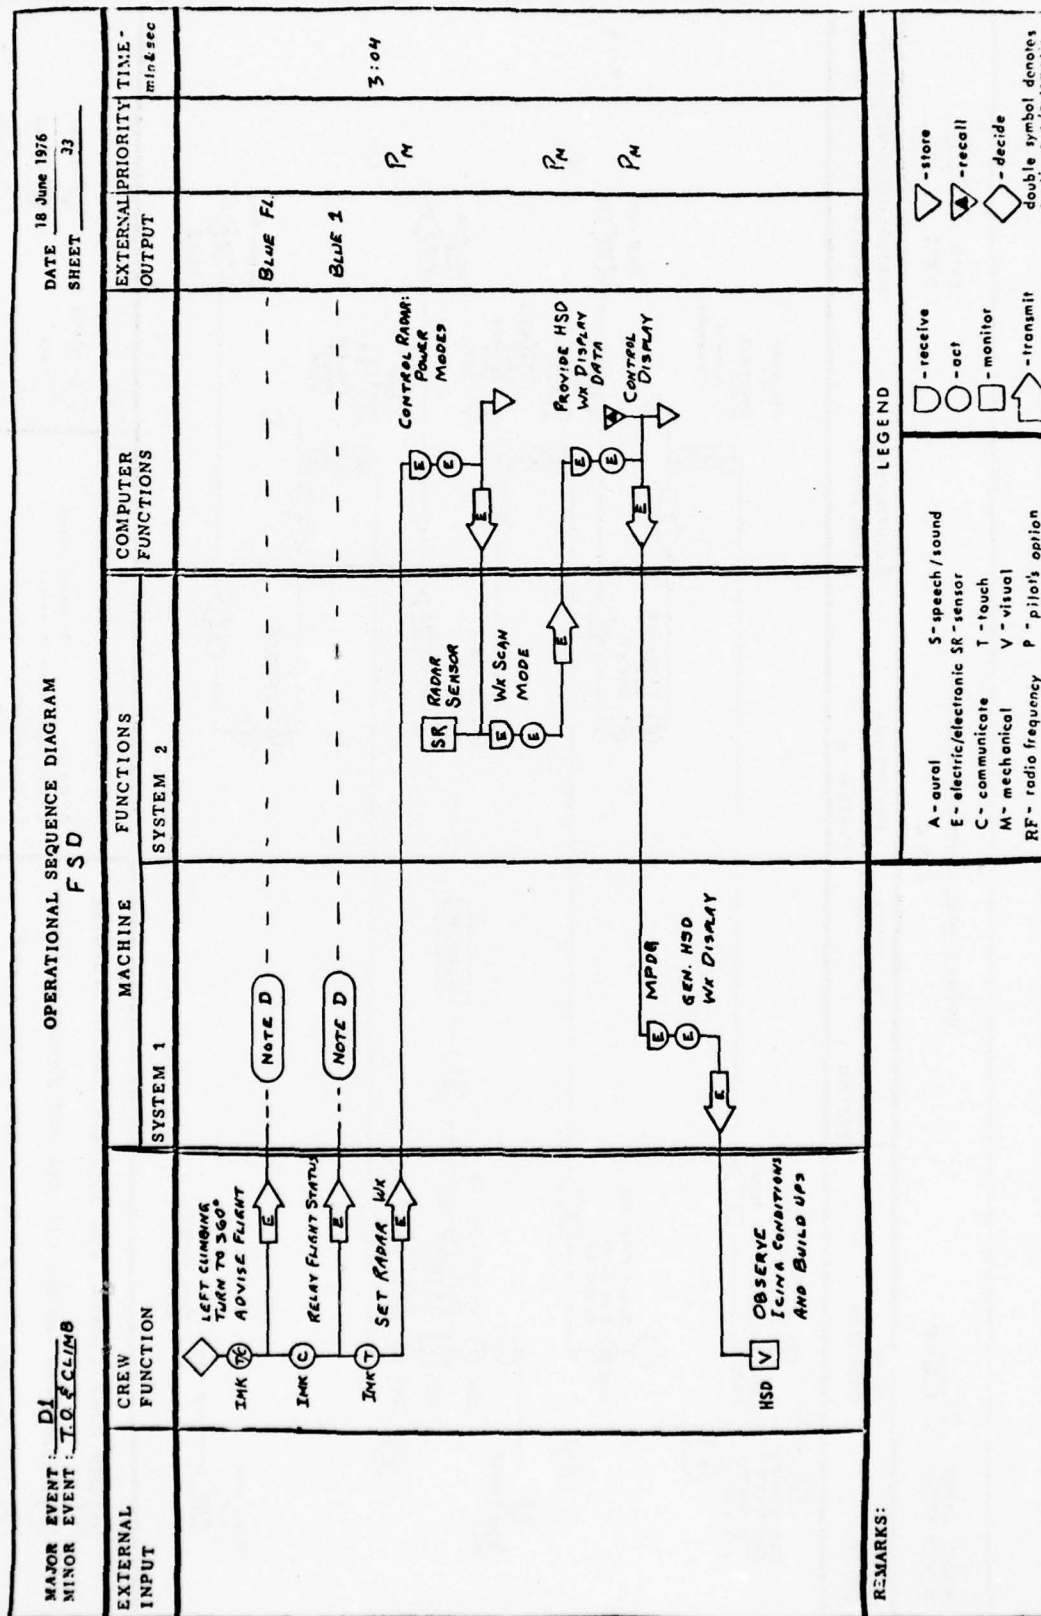 MAJOR EVENT: D1
MINOR EVENT: T.O. & CLIMB
OPERATIONAL SEQUENCE DIAGRAM
FSD
DATE 18 June 1976
SHEET 33
EXTERNAL
INPUT
CREW
FUNCTION
MACHINE FUNCTIONS
SYSTEM 1
SYSTEM 2
COMPUTER
FUNCTIONS
EXTERNAL
OUTPUT
PRIORITY
TIME-
min&sec
LEFT CLIMBING
TURN TO 360°
ADVISE FLIGHT
IMK
E
NOTE D
BLUE FL.
IMK C
RELAY FLIGHT STATUS
E
NOTE D
BLUE 1
IMK T
SET RADAR WX
E
CONTROL RADAR:
POWER
MODES
E
E
PM
3:04
E
SR
RADAR
SENSOR
E
E
WX SCAN
MODE
E
PROVIDE HSD
WX DISPLAY
DATA
E
E
PM
CONTROL
DISPLAY
PM
E
MPDG
E
E
GEN. HSD
WX DISPLAY
E
HSD V
OBSERVE
ICING CONDITIONS
AND BUILD UPS
REMARKS:
LEGEND
A - aural
E - electric/electronic
C - communicate
M - mechanical
RF - radio frequency
S - speech/sound
SR - sensor
T - touch
V - visual
P - pilot's option
- receive
- act
- monitor
- transmit
- store
- recall
- decide
double symbol denotes